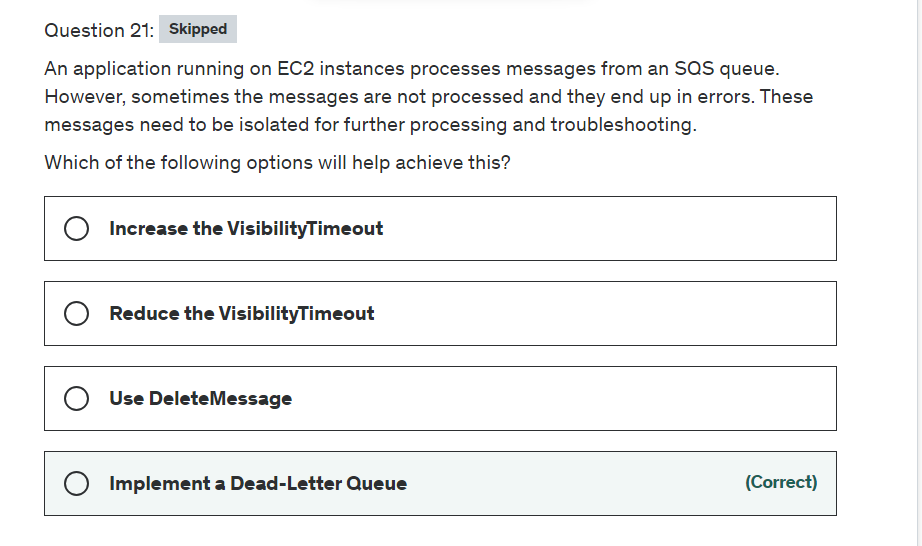 Question 21: Skipped
An application running on EC2 instances processes messages from an SQS queue.
However, sometimes the messages are not processed and they end up in errors. These
messages need to be isolated for further processing and troubleshooting.
Which of the following options will help achieve this?
Increase the VisibilityTimeout
Reduce the VisibilityTimeout
Use DeleteMessage
Implement a Dead-Letter Queue (Correct)